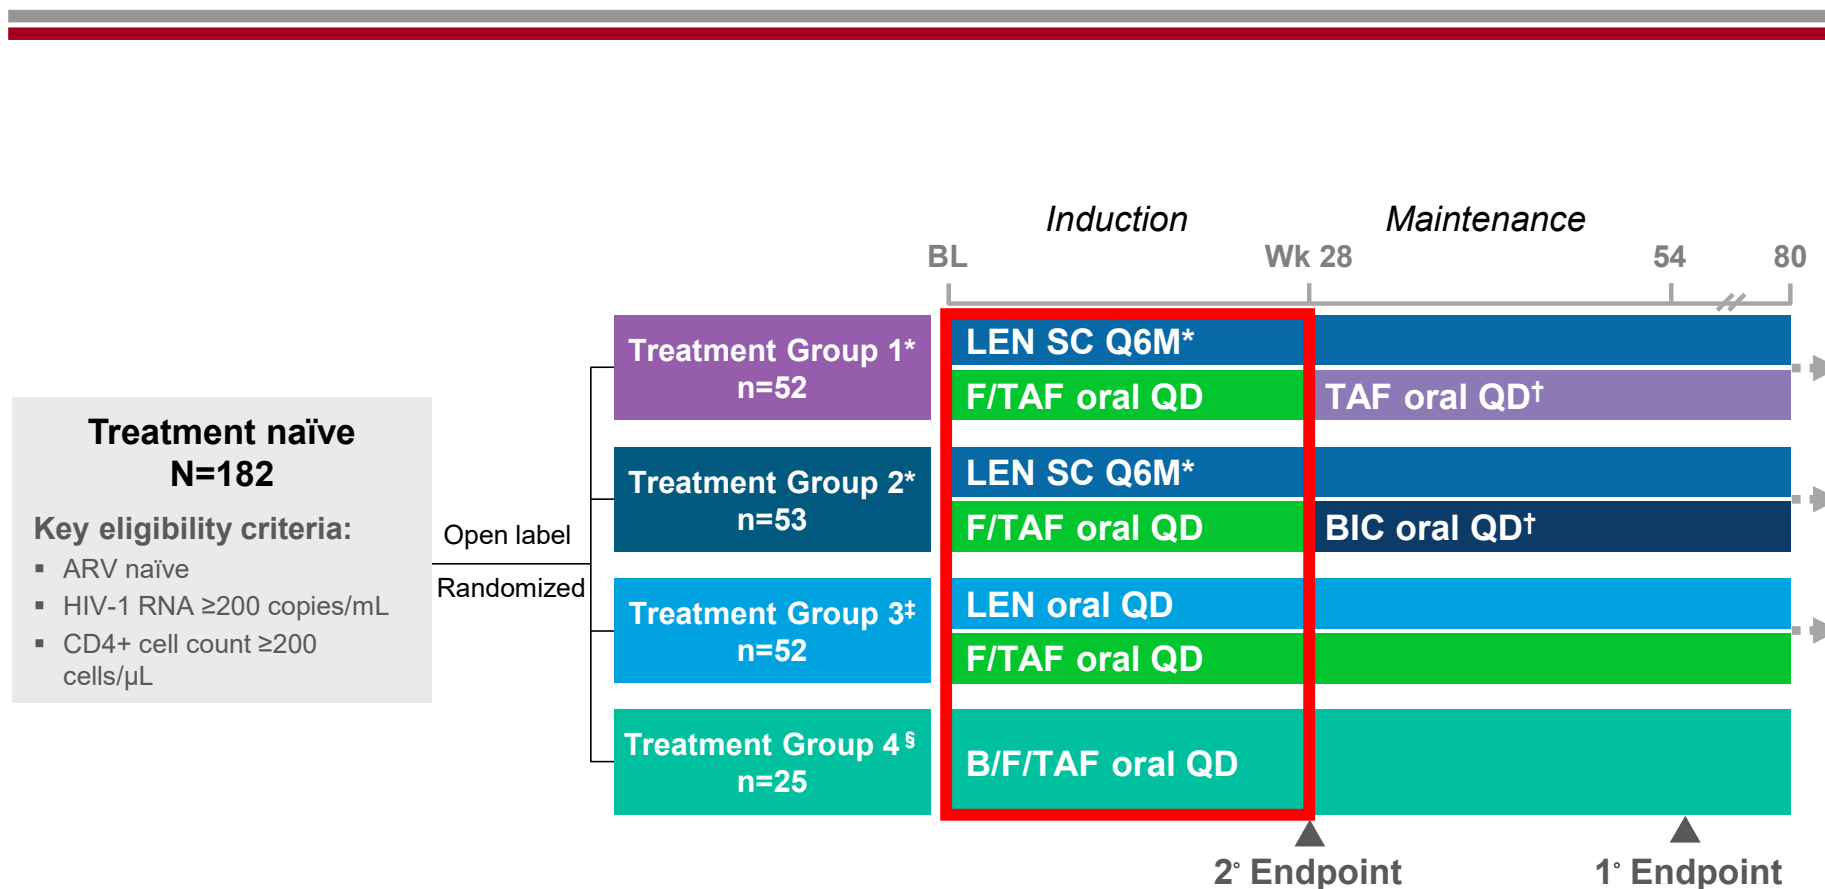 Induction
Maintenance
BL
Wk 28
54
80
Treatment naïve
N=182
Key eligibility criteria:
▪ ARV naïve
▪ HIV-1 RNA ≥200 copies/mL
▪ CD4+ cell count ≥200
cells/µL
Open label
Randomized
Treatment Group 1*
n=52
LEN SC Q6M*
F/TAF oral QD
TAF oral QD†
Treatment Group 2*
n=53
LEN SC Q6M*
F/TAF oral QD
BIC oral QD†
Treatment Group 3‡
n=52
LEN oral QD
F/TAF oral QD
Treatment Group 4§
n=25
B/F/TAF oral QD
2° Endpoint
1° Endpoint